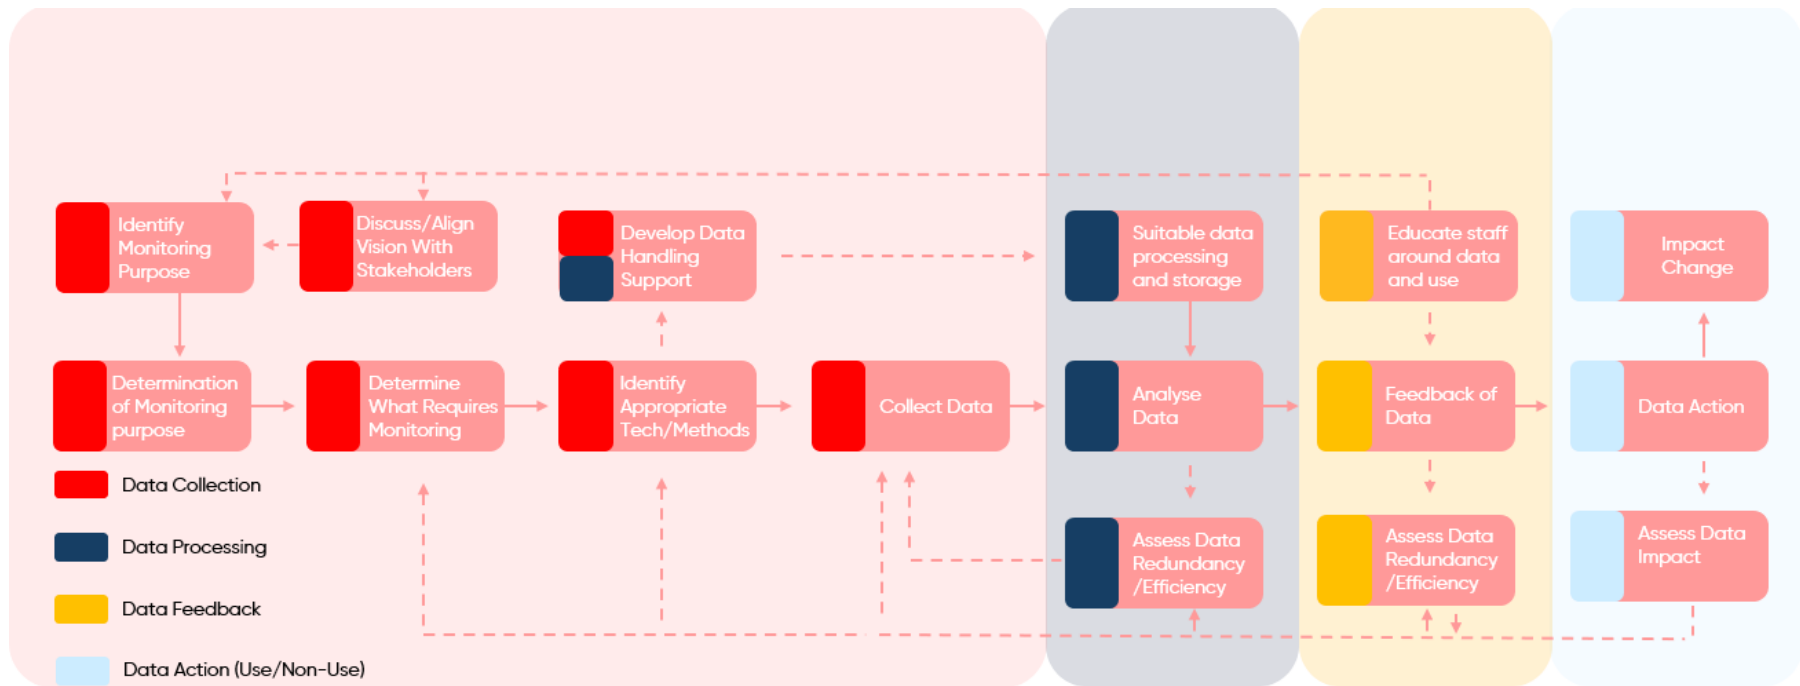 Identify
Monitoring
Purpose
Discuss/Align
Vision With
Stakeholders
Develop Data
Handling
Support
Suitable data
processing
and storage
Educate staff
around data
and use
Impact
Change
Determination
of Monitoring
purpose
Determine
What Requires
Monitoring
Identify
Appropriate
Tech/Methods
Collect Data
Analyse
Data
Feedback of
Data
Data Action
Assess Data
Redundancy
/Efficiency
Assess Data
Redundancy
/Efficiency
Assess Data
Impact
Data Collection
Data Processing
Data Feedback
Data Action (Use/Non-Use)